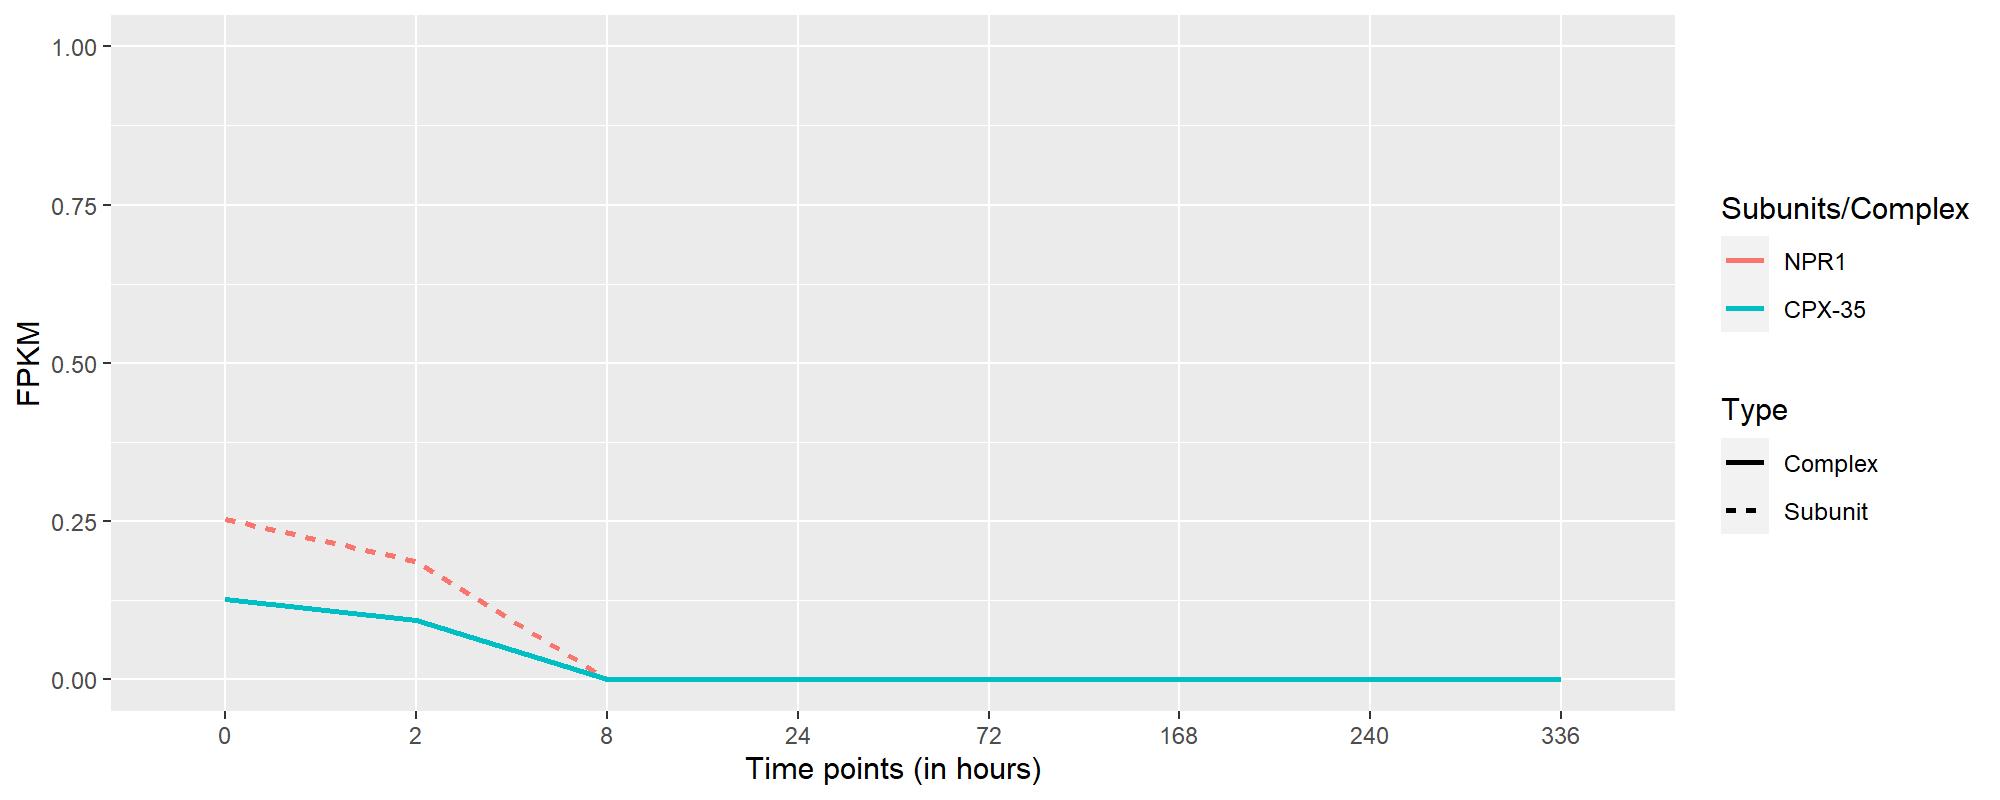 1.00
0.75
0.50
0.25
0.00
FPKM
0 2 8 24 72 168 240 336
Time points (in hours)
Subunits/Complex
NPR1
CPX-35
Type
Complex
Subunit